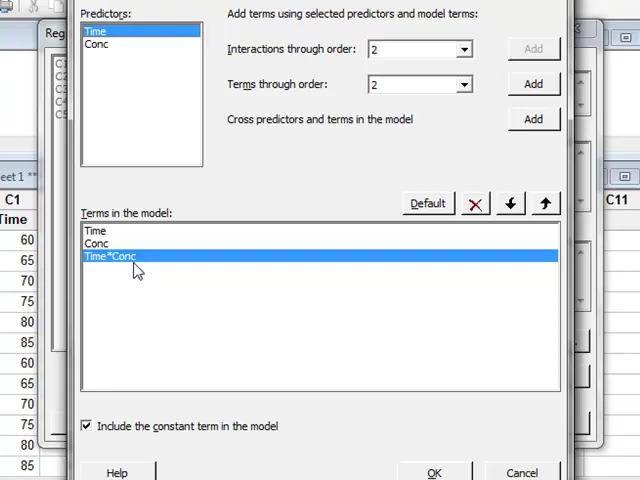 Predictors:
Add terms using selected predictors and model terms:
Reg
Time
Conc
Interactions through order:
2
Add
Terms through order:
2
Add
Cross predictors and terms in the model
Add
eet 1 **
C1
C11
Default
Terms in the model:
Time
Time
Conc
Time*Conc
60
65
70
75
80
85
60
65
70
75
80
85
Include the constant term in the model
Help
OK
Cancel